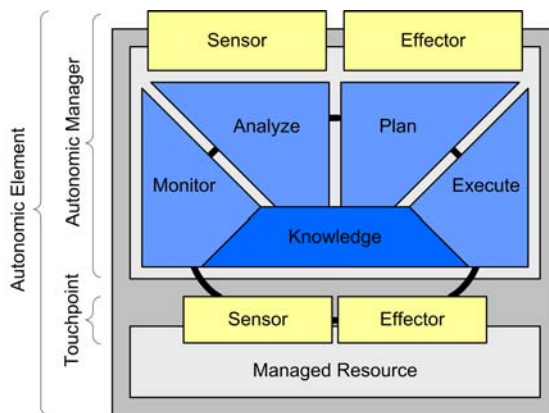 Sensor
Effector
Analyze
Plan
Monitor
Execute
Knowledge
Sensor
Effector
Managed Resource
Autonomic Element
Autonomic Manager
Touchpoint